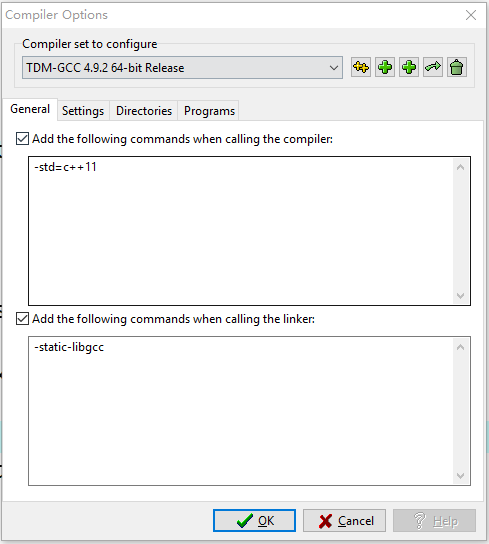 Compiler Options
Compiler set to configure
TDM-GCC 4.9.2 64-bit Release
General Settings Directories Programs
Add the following commands when calling the compiler:
-std=c++11
Add the following commands when calling the linker:
-static-libgcc
OK Cancel Help